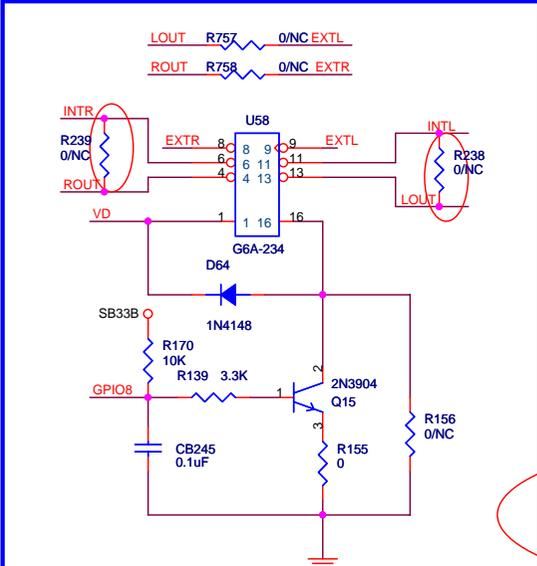 LOUT R757 0/NC EXTL
ROUT R758 0/NC EXTR
INTR
U58
INTL
R239
0/NC
EXTR 8 8 9 9 EXTL
R238
0/NC
6 6 11 11
4 4 13 13
ROUT
LOUT
VD 1 1 16 16
G6A-234
D64
SB33B
1N4148
R170
10K
R139 3.3K
2
GPIO8
1
2N3904
Q15
3
R156
0/NC
CB245
0.1uF
R155
0